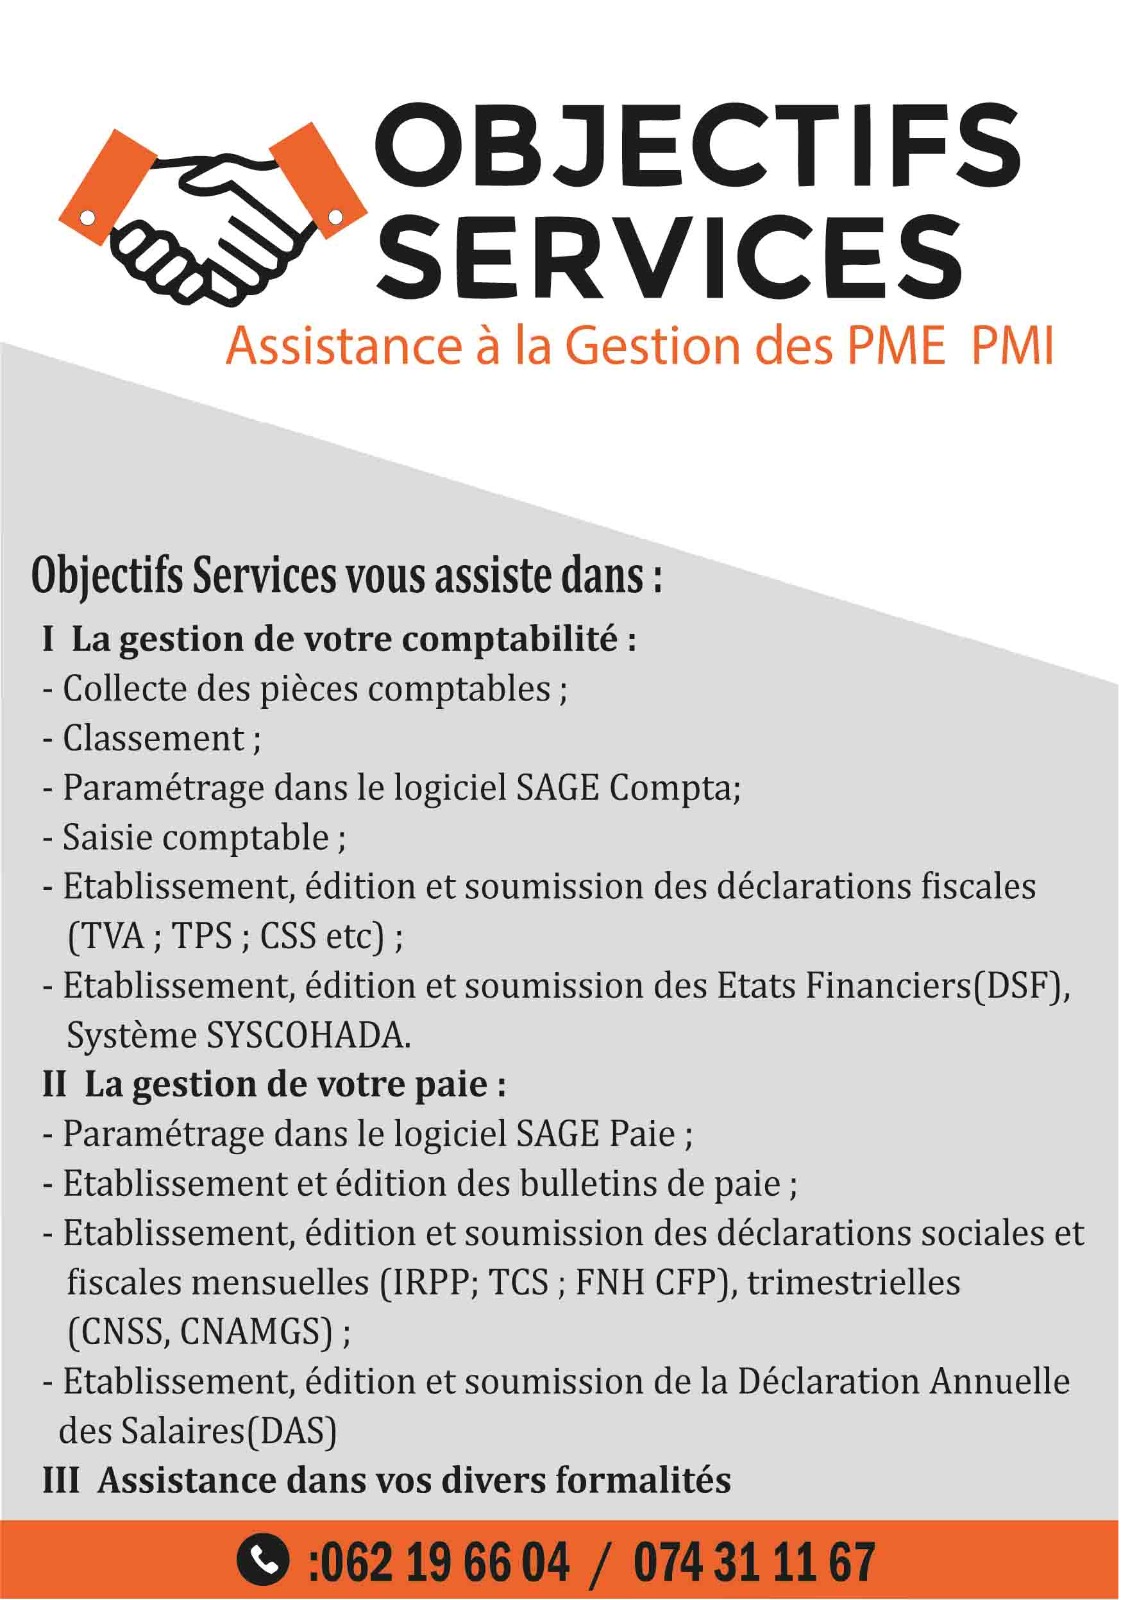 OBJECTIFS
SERVICES
Assistance à la Gestion des PME PMI
Objectifs Services vous assiste dans :
I La gestion de votre comptabilité :
- Collecte des pièces comptables ;
- Classement ;
- Paramétrage dans le logiciel SAGE Compta;
- Saisie comptable ;
- Etablissement, édition et soumission des déclarations fiscales
(TVA ; TPS ; CSS etc) ;
- Etablissement, édition et soumission des Etats Financiers(DSF),
Système SYSCOHADA.
II La gestion de votre paie :
- Paramétrage dans le logiciel SAGE Paie ;
- Etablissement et édition des bulletins de paie ;
- Etablissement, édition et soumission des déclarations sociales et
fiscales mensuelles (IRPP; TCS ; FNH CFP), trimestrielles
(CNSS, CNAMGS) ;
- Etablissement, édition et soumission de la Déclaration Annuelle
des Salaires(DAS)
III Assistance dans vos divers formalités
:062 19 66 04 / 074 31 11 67